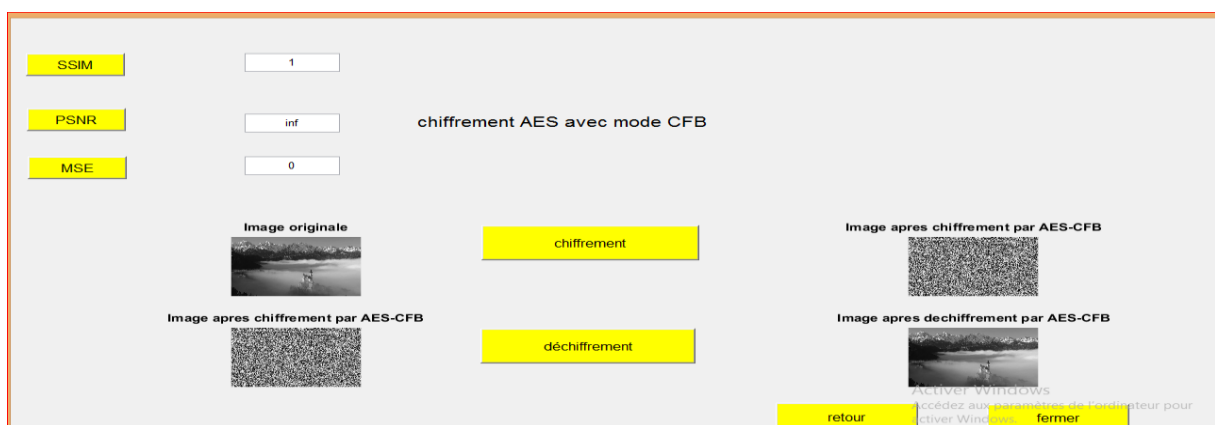 SSIM
1
PSNR
inf
chiffrement AES avec mode CFB
MSE
0
Image originale
chiffrement
Image apres chiffrement par AES-CFB
Image apres chiffrement par AES-CFB
déchiffrement
Image apres dechiffrement par AES-CFB
Activer Windows
Accédez aux paramètres de l'ordinateur pour
activer Windows.
retour
fermer